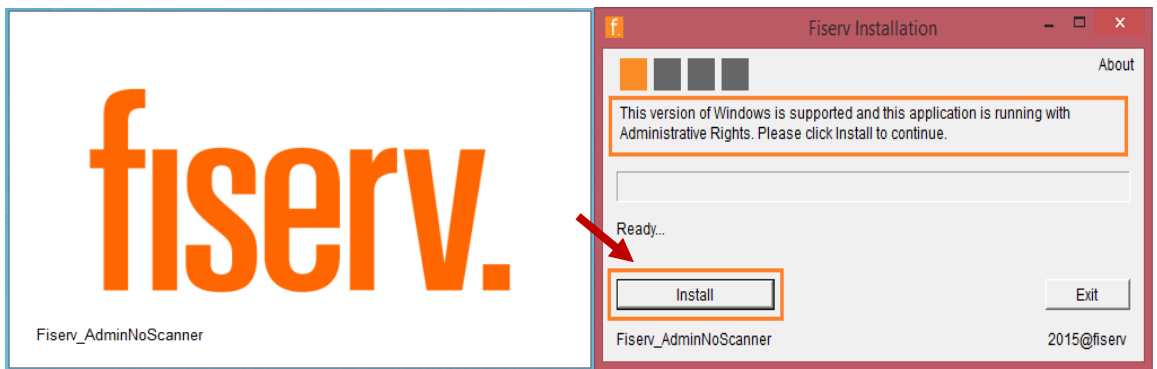 fiserv.
Fiserv_AdminNoScanner
f.
Fiserv Installation
About
This version of Windows is supported and this application is running with
Administrative Rights. Please click Install to continue.
Ready...
Install
Exit
Fiserv_AdminNoScanner
2015@fiserv